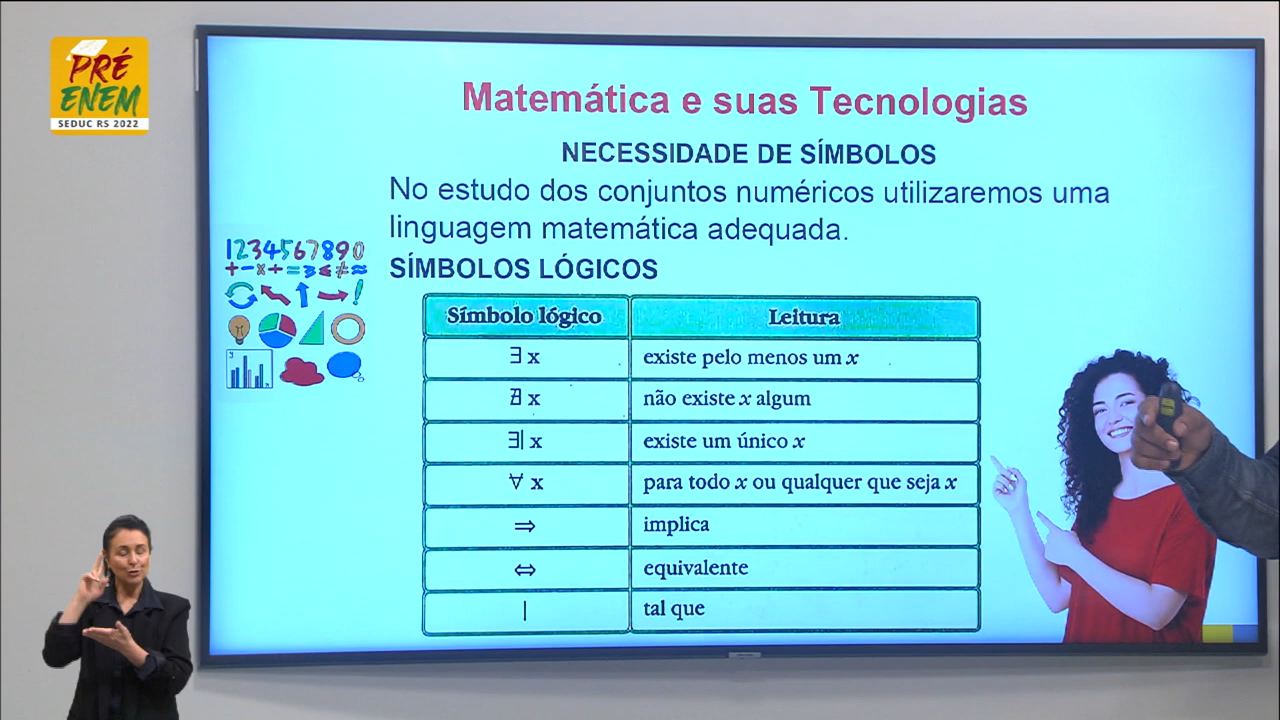 PRÉ
ENEM
SEDUC RS 2022
Matemática e suas Tecnologias
NECESSIDADE DE SÍMBOLOS
No estudo dos conjuntos numéricos utilizaremos uma
linguagem matemática adequada.
SÍMBOLOS LÓGICOS
1234567890
Símbolo lógico Leitura
∃ x existe pelo menos um x
∄ x não existe x algum
∃| x existe um único x
∀ x para todo x ou qualquer que seja x
⇒ implica
⇔ equivalente
| tal que